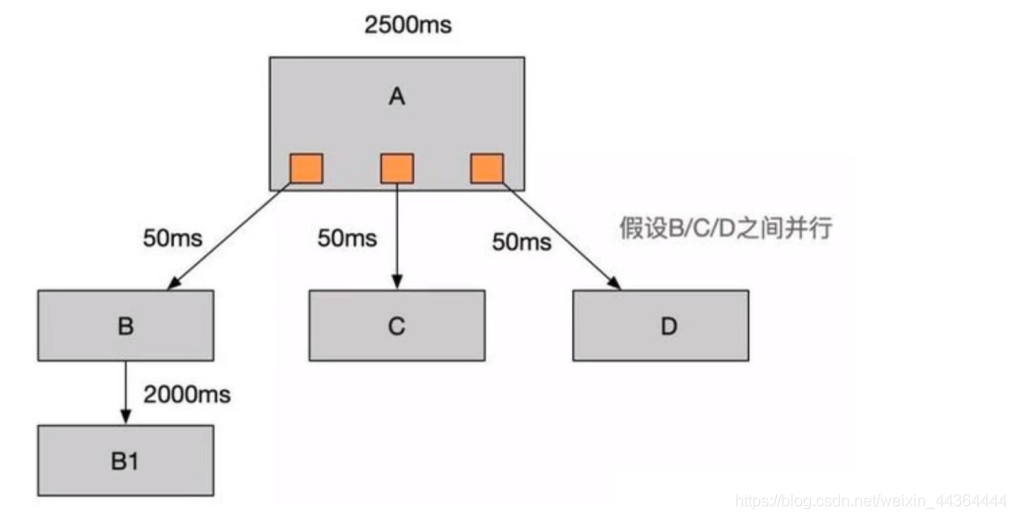 2500ms
A
50ms
50ms
50ms
假设B/C/D之间并行
B
C
D
2000ms
B1
https://blog.csdn.net/weixin_44364444